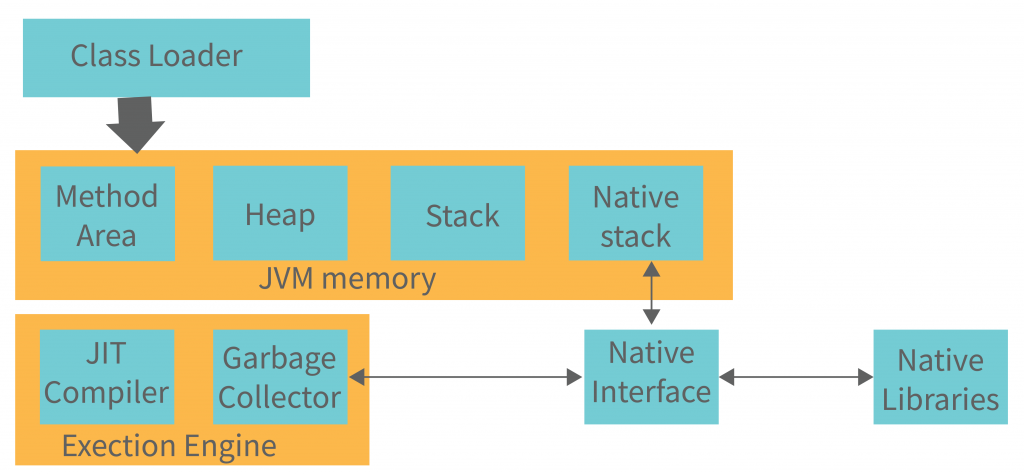 Class Loader
Method
Area
Heap
Stack
Native
stack
JVM memory
JIT
Compiler
Garbage
Collector
Exection Engine
Native
Interface
Native
Libraries